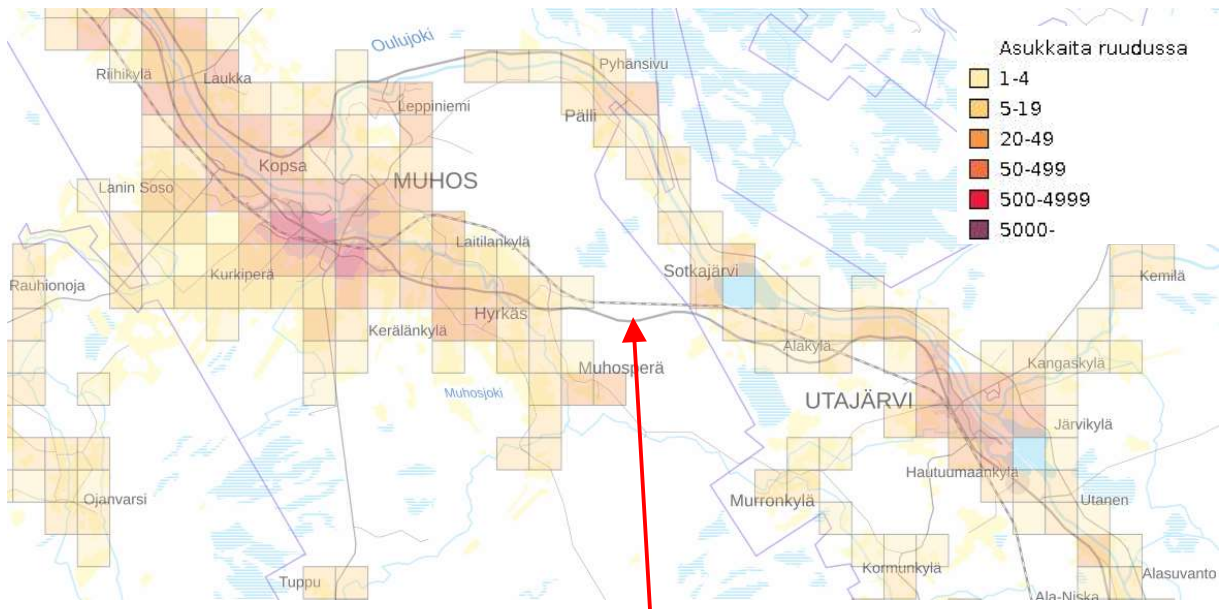 Oulujoki
Riihikylä
Laukka
Pyhänsivu
Leppiniemi
Pälli
Kopsa
MUHOS
Lanin Soso
Laitilankylä
Kurkiperä
Rauhionoja
Sotkajärvi
Kemilä
Hyrkäs
Keralänkylä
Alakylä
Muhosperä
Kangaskylä
Muhosjoki
UTAJÄRVI
Järvikylä
Hautuumaankylä
Ojanvarsi
Murronkylä
Utanen
Tuppu
Kormunkylä
Alasuvanto
Ala-Niska
Asukkaita ruudussa
1-4
5-19
20-49
50-499
500-4999
5000-